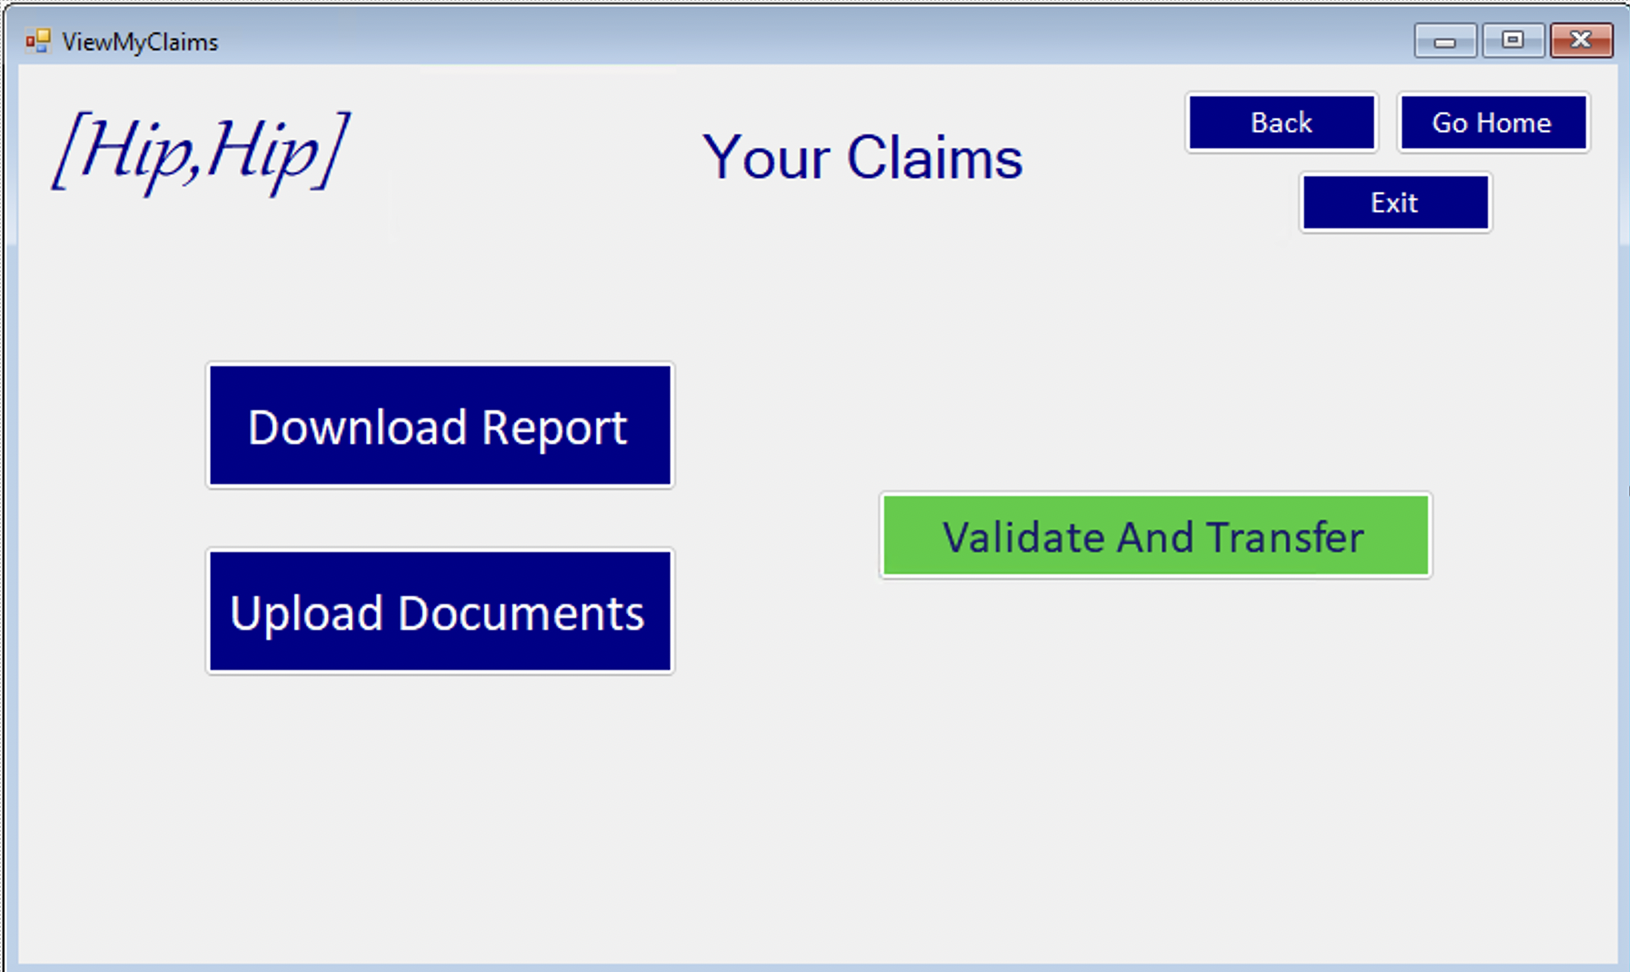 ViewMyClaims
[Hip,Hip]
Your Claims
Back
Go Home
Exit
Download Report
Upload Documents
Validate And Transfer